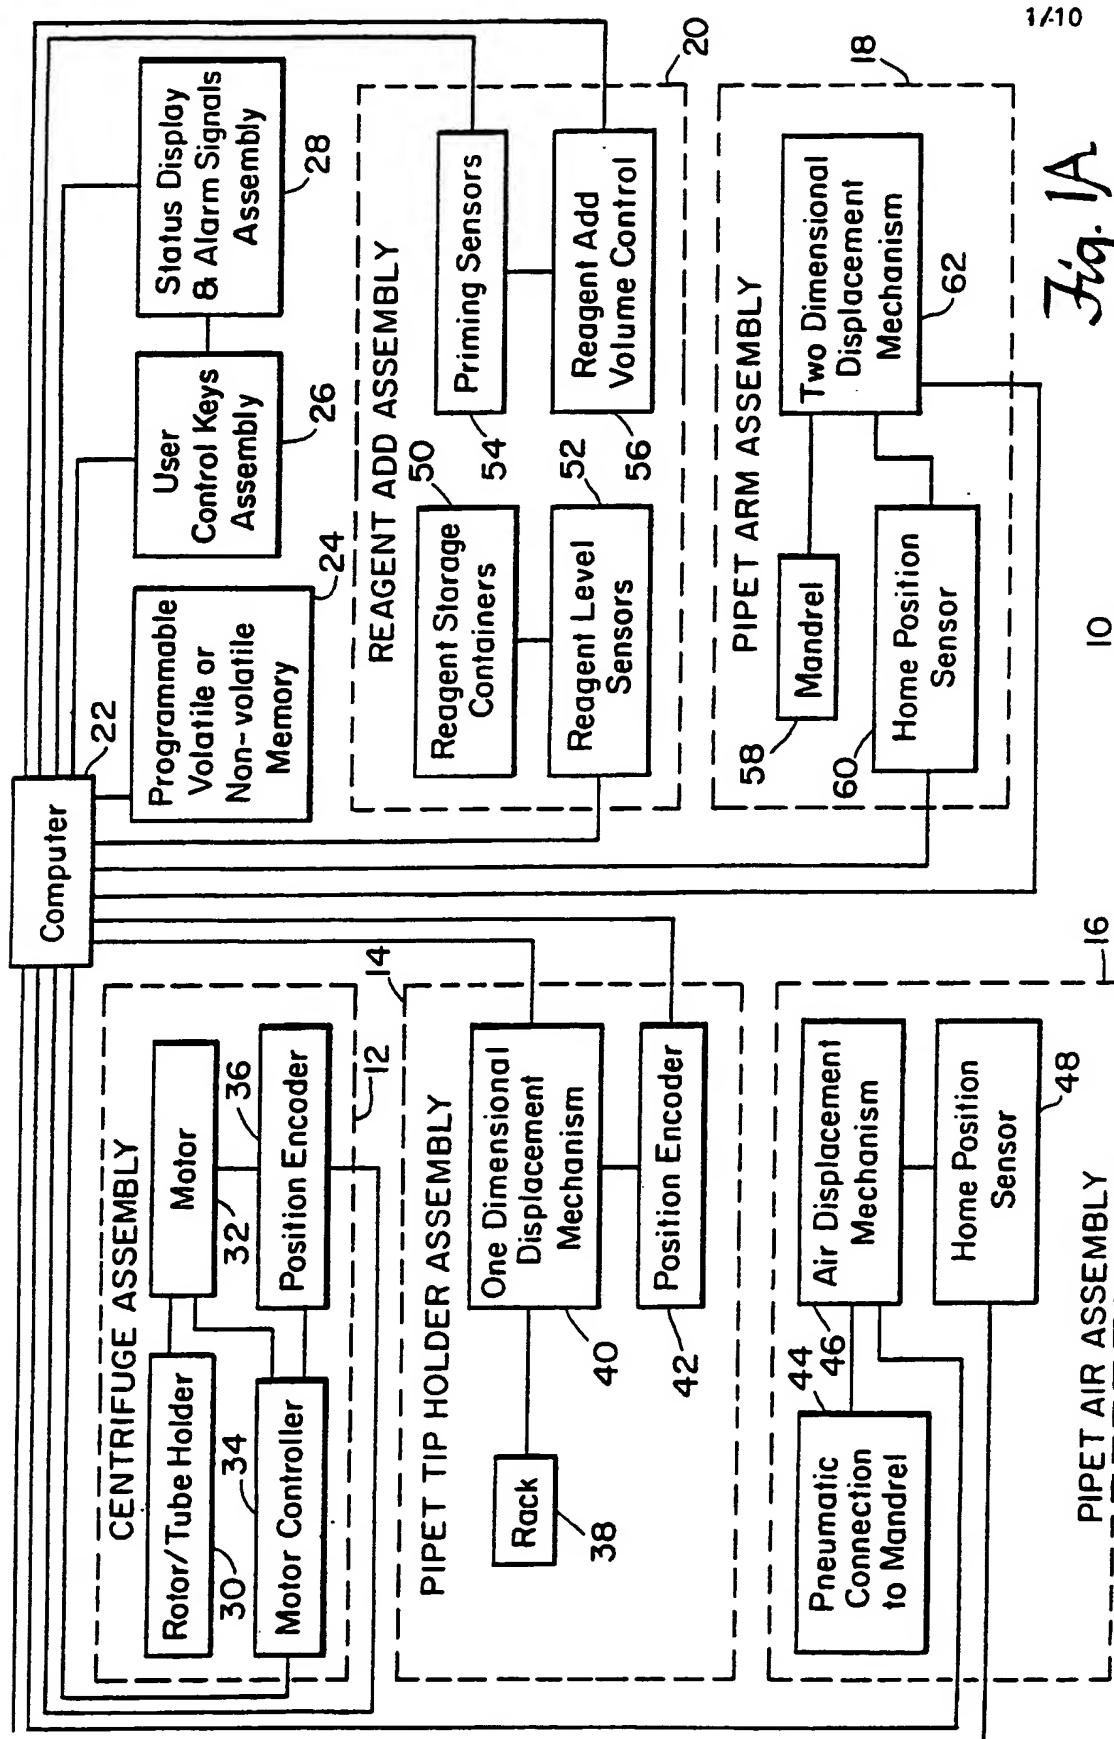 1/10
Computer
22
CENTRIFUGE ASSEMBLY
Rotor/Tube Holder
30
34
Motor Controller
Motor
32
36
Position Encoder
12
PIPET TIP HOLDER ASSEMBLY
14
Rack
38
One Dimensional
Displacement
Mechanism
40
Position Encoder
42
PIPET AIR ASSEMBLY
16
Pneumatic
Connection
to Mandrel
44
46
Air Displacement
Mechanism
Home Position
Sensor
48
Programmable
Volatile or
Non-volatile
Memory
24
User
Control Keys
Assembly
26
Status Display
& Alarm Signals
Assembly
28
REAGENT ADD ASSEMBLY
20
Reagent Storage
Containers
50
Reagent Level
Sensors
52
Priming Sensors
54
Reagent Add
Volume Control
56
PIPET ARM ASSEMBLY
18
Mandrel
58
Home Position
Sensor
60
Two Dimensional
Displacement
Mechanism
62
10
Fig. 1A